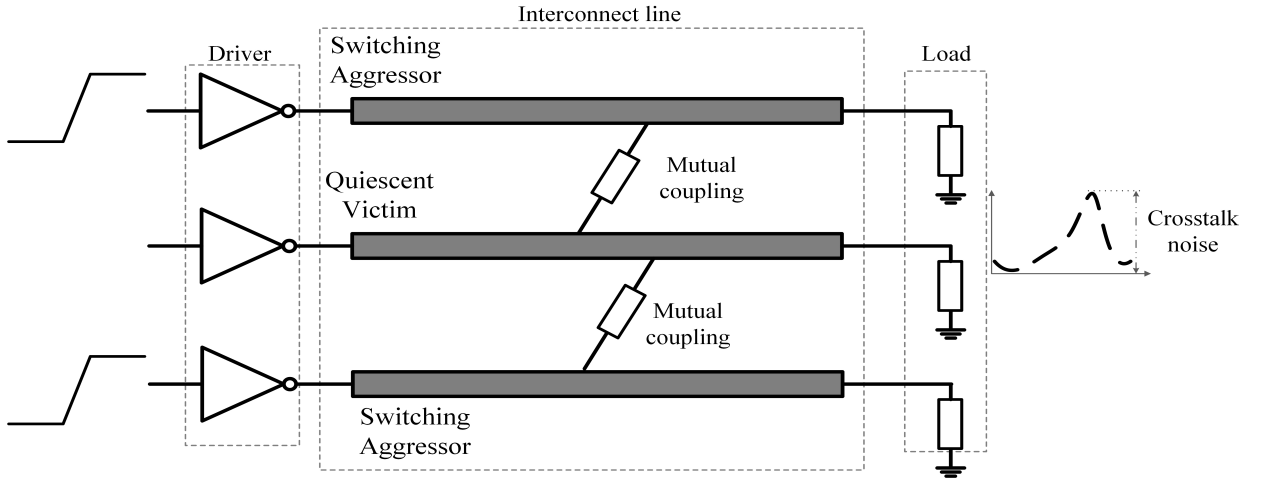 Interconnect line
Driver
Switching
Aggressor
Load
Mutual
coupling
Quiescent
Victim
Crosstalk
noise
Mutual
coupling
Switching
Aggressor